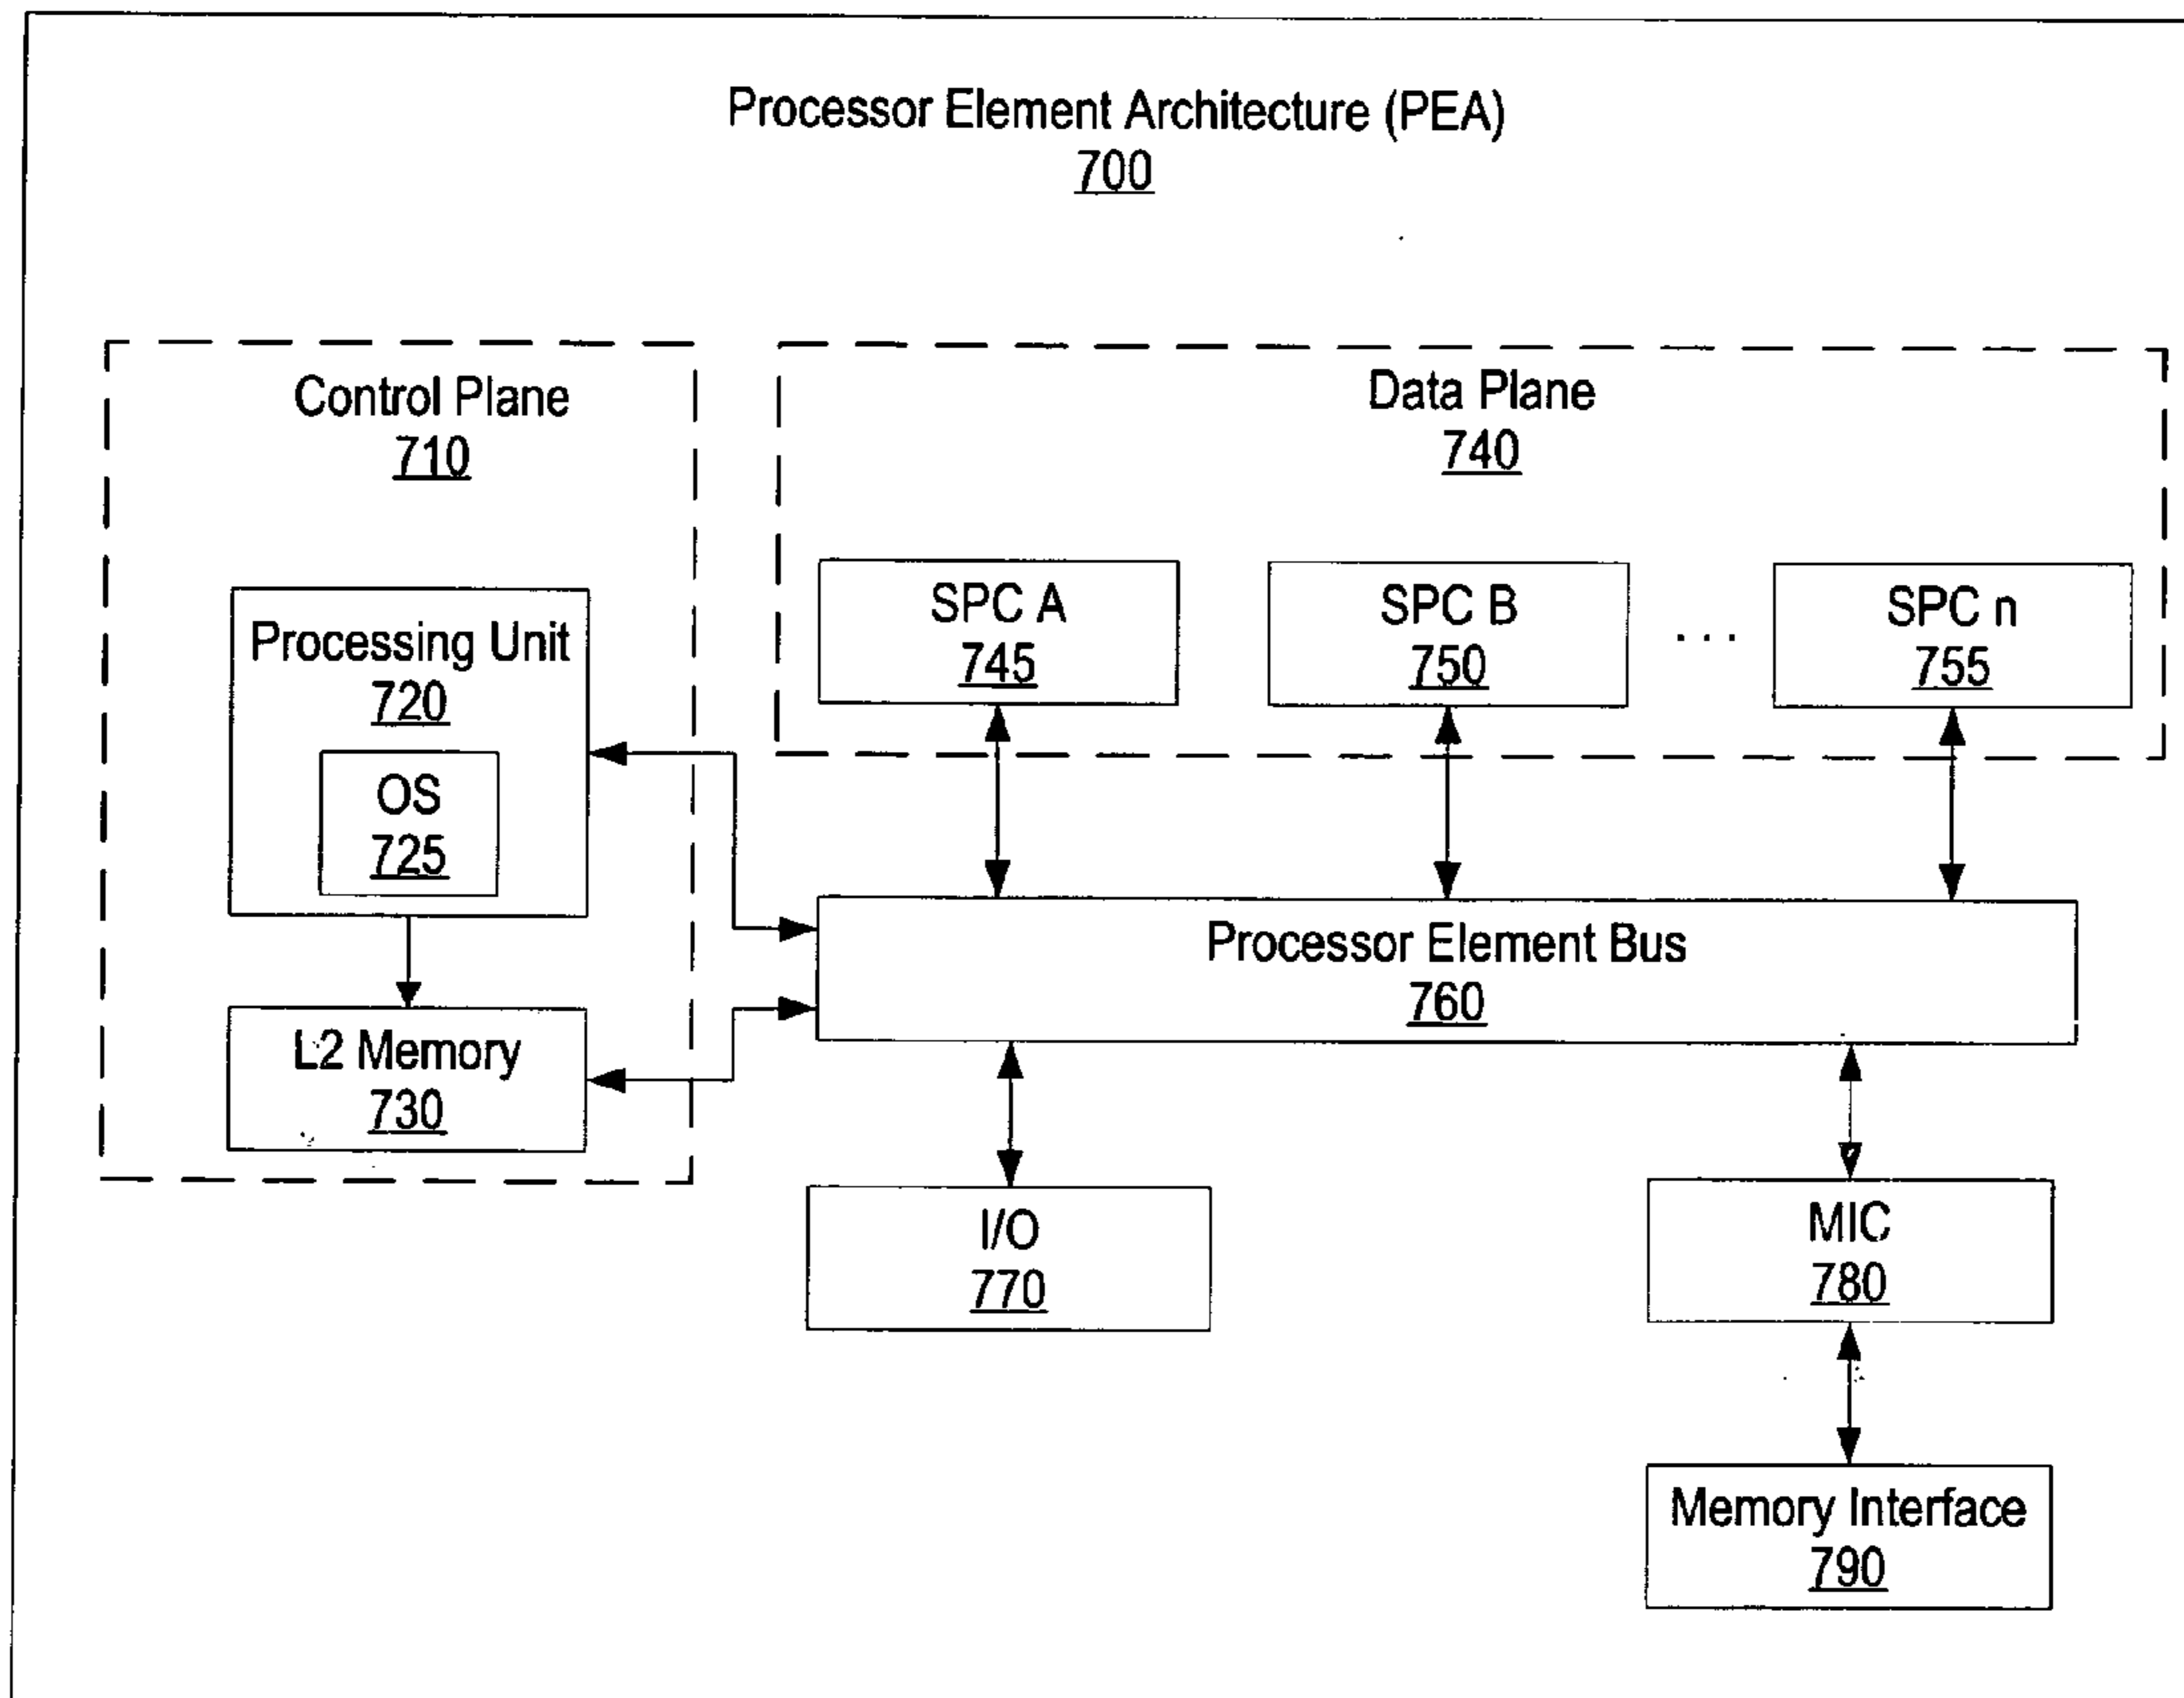 Processor Element Architecture (PEA)
700
Control Plane
710
Data Plane
740
Processing Unit
720
OS
725
L2 Memory
730
SPC A
745
SPC B
750
...
SPC n
755
Processor Element Bus
760
I/O
770
MIC
780
Memory Interface
790